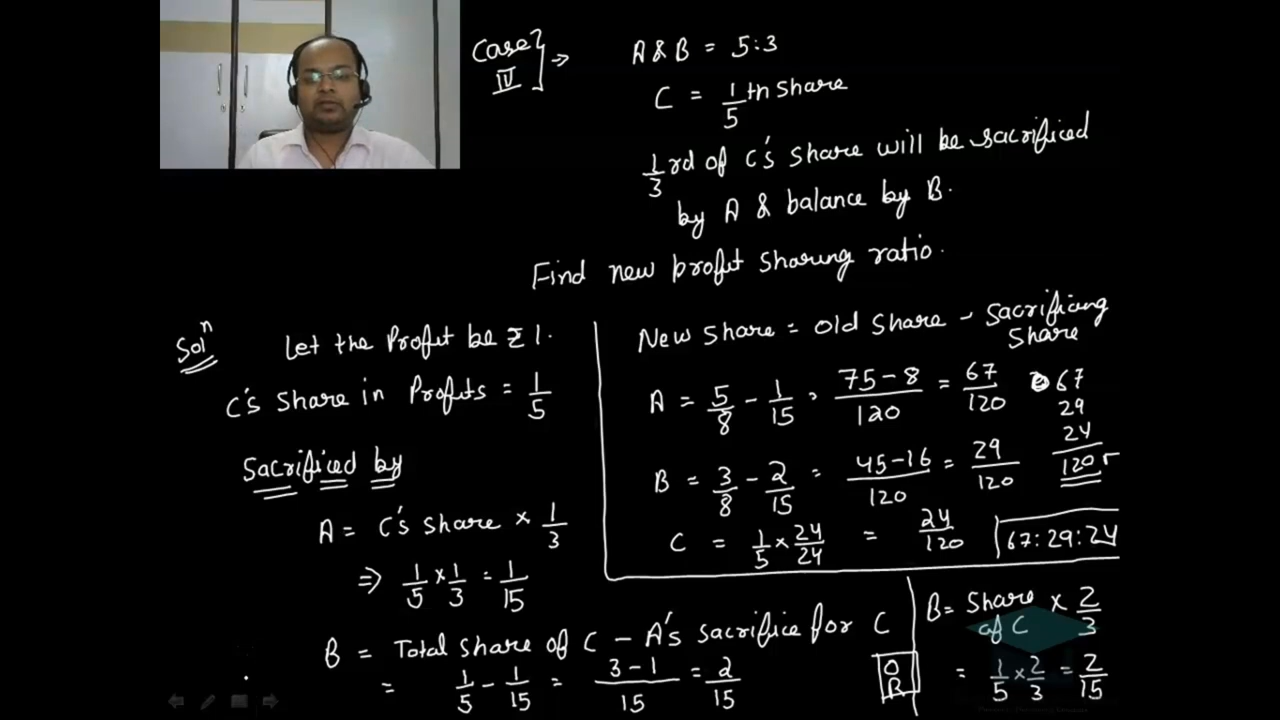 Case IV → A & B = 5:3
C = 1/5 th Share
1/3 rd of C's Share will be sacrificed
by A & balance by B.
Find new profit sharing ratio.
Solⁿ Let the Profit be ₹ 1.
C's Share in Profits = 1/5
Sacrificed by
A = C's Share × 1/3
⇒ 1/5 × 1/3 = 1/15
B = Total Share of C - A's sacrifice for C
= 1/5 - 1/15 = 3-1/15 = 2/15
OR
B = Share of C × 2/3
= 1/5 × 2/3 = 2/15
New Share = Old Share - Sacrificing Share
A = 5/8 - 1/15 = 75-8/120 = 67/120
B = 3/8 - 2/15 = 45-16/120 = 29/120
C = 1/5 × 24/24 = 24/120
67
29
24
120
67:29:24